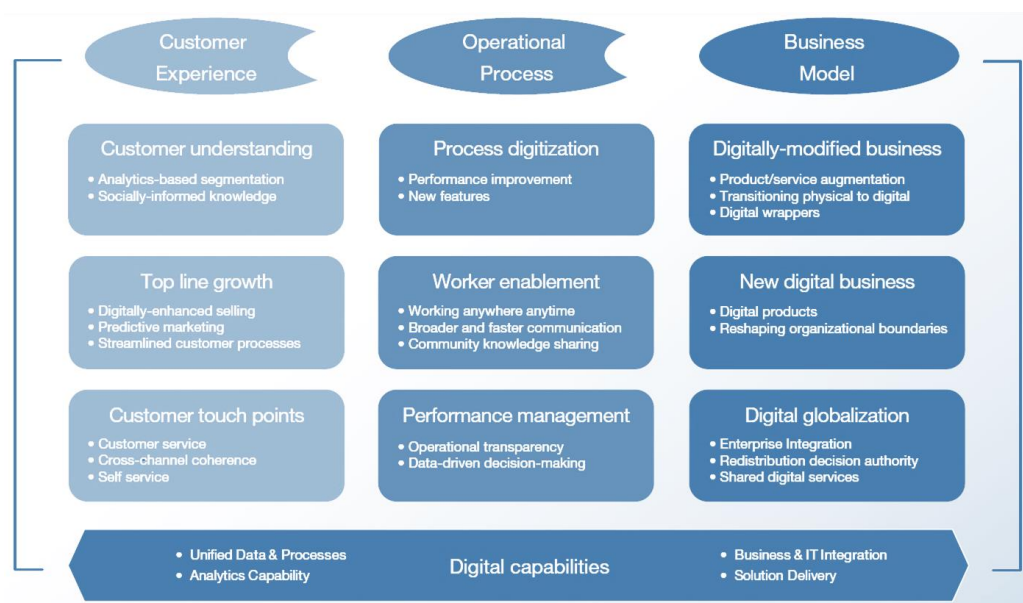 Customer
Experience
Operational
Process
Business
Model
Customer understanding
• Analytics-based segmentation
• Socially-informed knowledge
Process digitization
• Performance improvement
• New features
Digitally-modified business
• Product/service augmentation
• Transitioning physical to digital
• Digital wrappers
Top line growth
• Digitally-enhanced selling
• Predictive marketing
• Streamlined customer processes
Worker enablement
• Working anywhere anytime
• Broader and faster communication
• Community knowledge sharing
New digital business
• Digital products
• Reshaping organizational boundaries
Customer touch points
• Customer service
• Cross-channel coherence
• Self service
Performance management
• Operational transparency
• Data-driven decision-making
Digital globalization
• Enterprise Integration
• Redistribution decision authority
• Shared digital services
• Unified Data & Processes
• Analytics Capability
Digital capabilities
• Business & IT Integration
• Solution Delivery